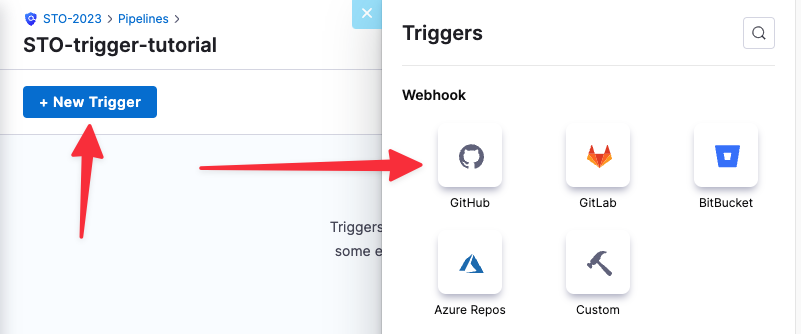 STO-2023 > Pipelines >
STO-trigger-tutorial
+ New Trigger
Triggers
some e
Triggers
Webhook
GitHub
GitLab
BitBucket
Azure Repos
Custom